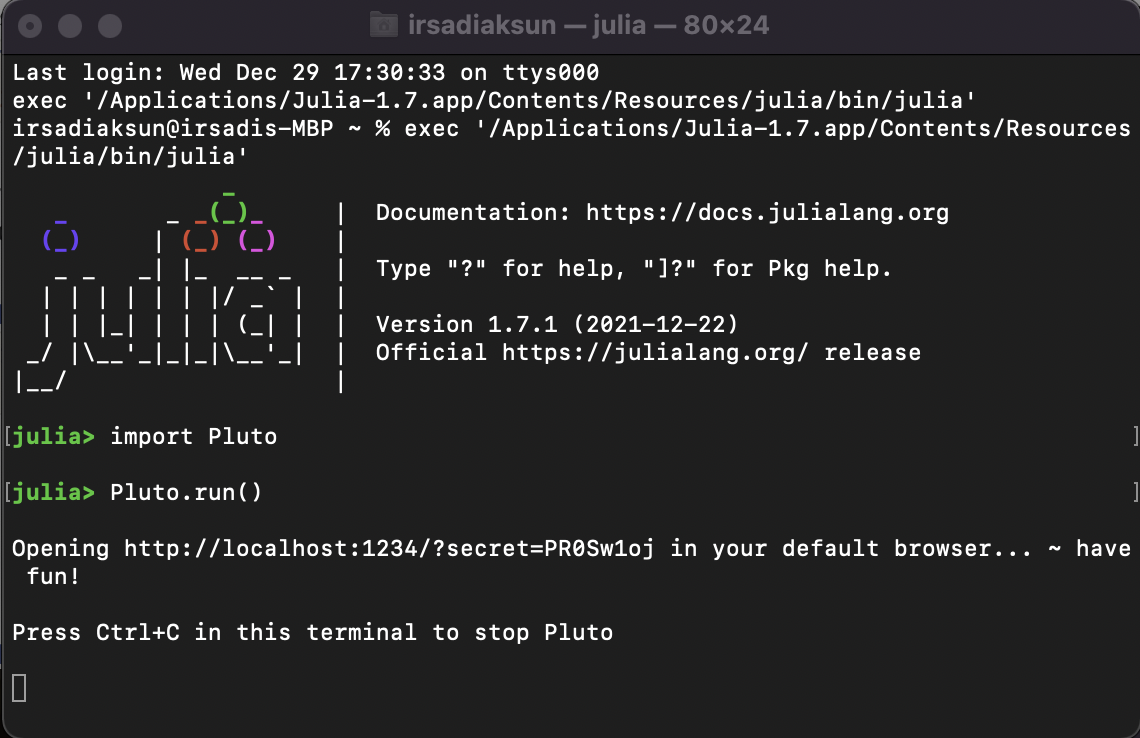 irsadiaksun — julia — 80×24
Last login: Wed Dec 29 17:30:33 on ttys000
exec '/Applications/Julia-1.7.app/Contents/Resources/julia/bin/julia'
irsadiaksun@irsadis-MBP ~ % exec '/Applications/Julia-1.7.app/Contents/Resources
/julia/bin/julia'
               _
   _       _ _(_)_     |  Documentation: https://docs.julialang.org
  (_)     | (_) (_)    |
   _ _   _| |_  __ _   |  Type "?" for help, "]?" for Pkg help.
  | | | | | | |/ _` |  |
  | | |_| | | | (_| |  |  Version 1.7.1 (2021-12-22)
 _/ |\__'_|_|_|\__'_|  |  Official https://julialang.org/ release
|__/                   |
[julia> import Pluto ]
[julia> Pluto.run() ]
Opening http://localhost:1234/?secret=PR0Sw1oj in your default browser... ~ have
 fun!
Press Ctrl+C in this terminal to stop Pluto